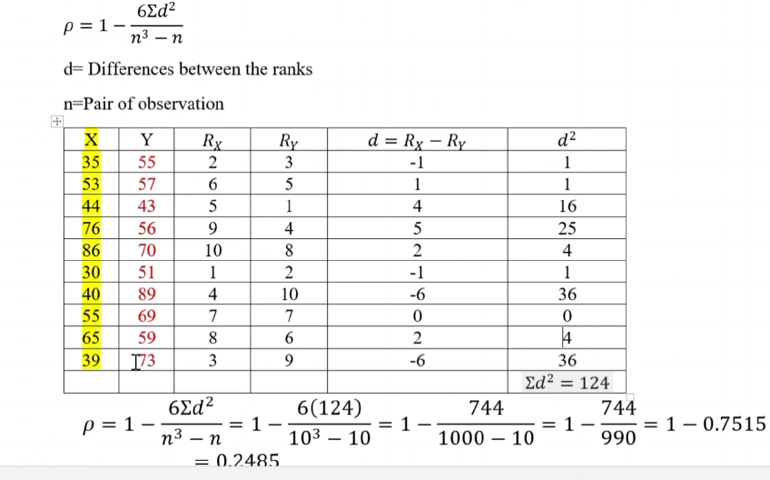 ρ = 1 − 6Σd² / n³ − n
d= Differences between the ranks
n=Pair of observation
X Y R_X R_Y d = R_X − R_Y d²
35 55 2 3 -1 1
53 57 6 5 1 1
44 43 5 1 4 16
76 56 9 4 5 25
86 70 10 8 2 4
30 51 1 2 -1 1
40 89 4 10 -6 36
55 69 7 7 0 0
65 59 8 6 2 4
39 73 3 9 -6 36
Σd² = 124
ρ = 1 − 6Σd² / n³ − n = 1 − 6(124) / 10³ − 10 = 1 − 744 / 1000 − 10 = 1 − 744 / 990 = 1 − 0.7515
= 0.2485